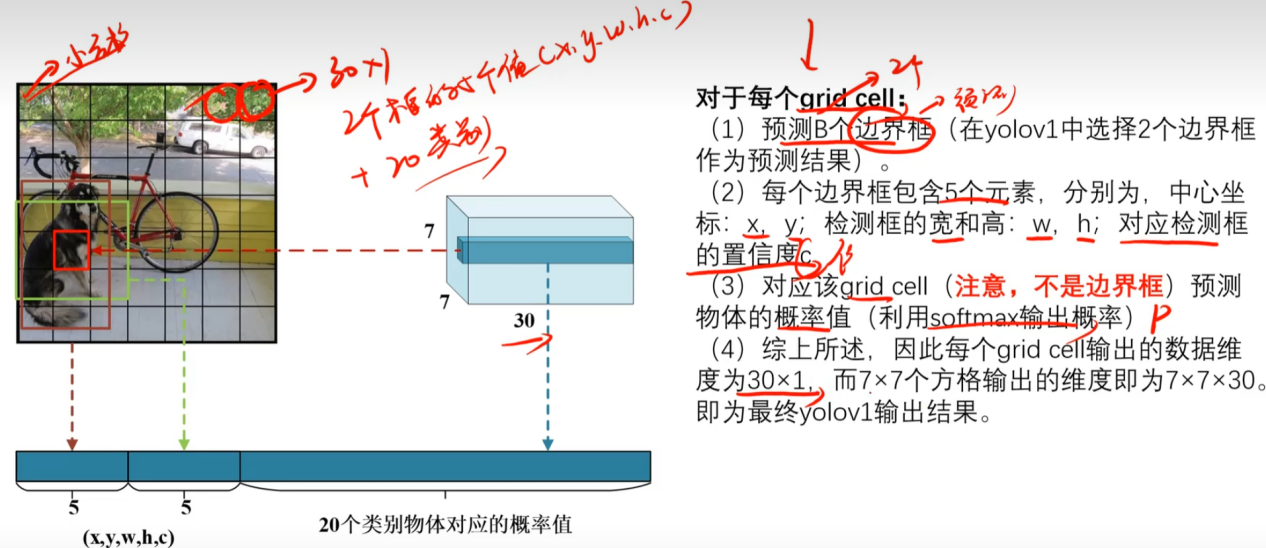 小方格
30×1
2个框的5个值(x,y,w,h,c)
+20类别
7
7
30
5
5
(x,y,w,h,c)
20个类别物体对应的概率值
2个
对于每个grid cell:
预测
(1)预测B个边界框(在yolov1中选择2个边界框
作为预测结果)。
(2)每个边界框包含5个元素,分别为,中心坐
标:x,y;检测框的宽和高:w,h;对应检测框
的置信度c
(3)对应该grid cell(注意,不是边界框)预测
物体的概率值(利用softmax输出概率)P
(4)综上所述,因此每个grid cell输出的数据维
度为30×1,而7×7个方格输出的维度即为7×7×30。
即为最终yolov1输出结果。